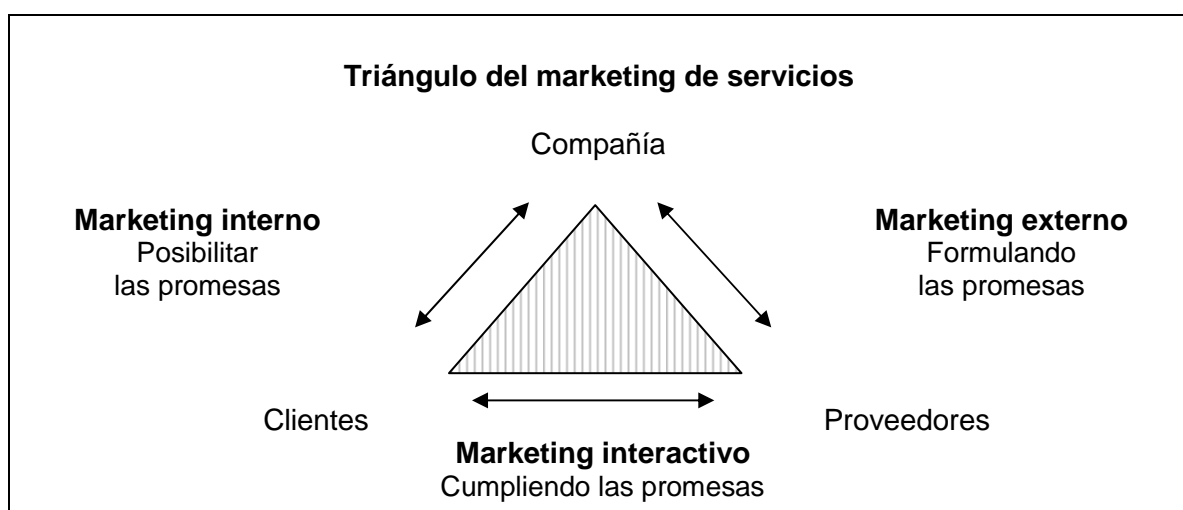 Triángulo del marketing de servicios
Compañía
Marketing interno
Posibilitar
las promesas
Marketing externo
Formulando
las promesas
Clientes
Proveedores
Marketing interactivo
Cumpliendo las promesas